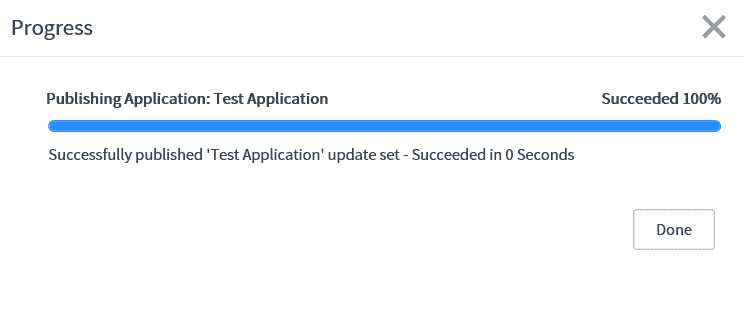 Progress
Publishing Application: Test Application Succeeded 100%
Successfully published 'Test Application' update set - Succeeded in 0 Seconds
Done